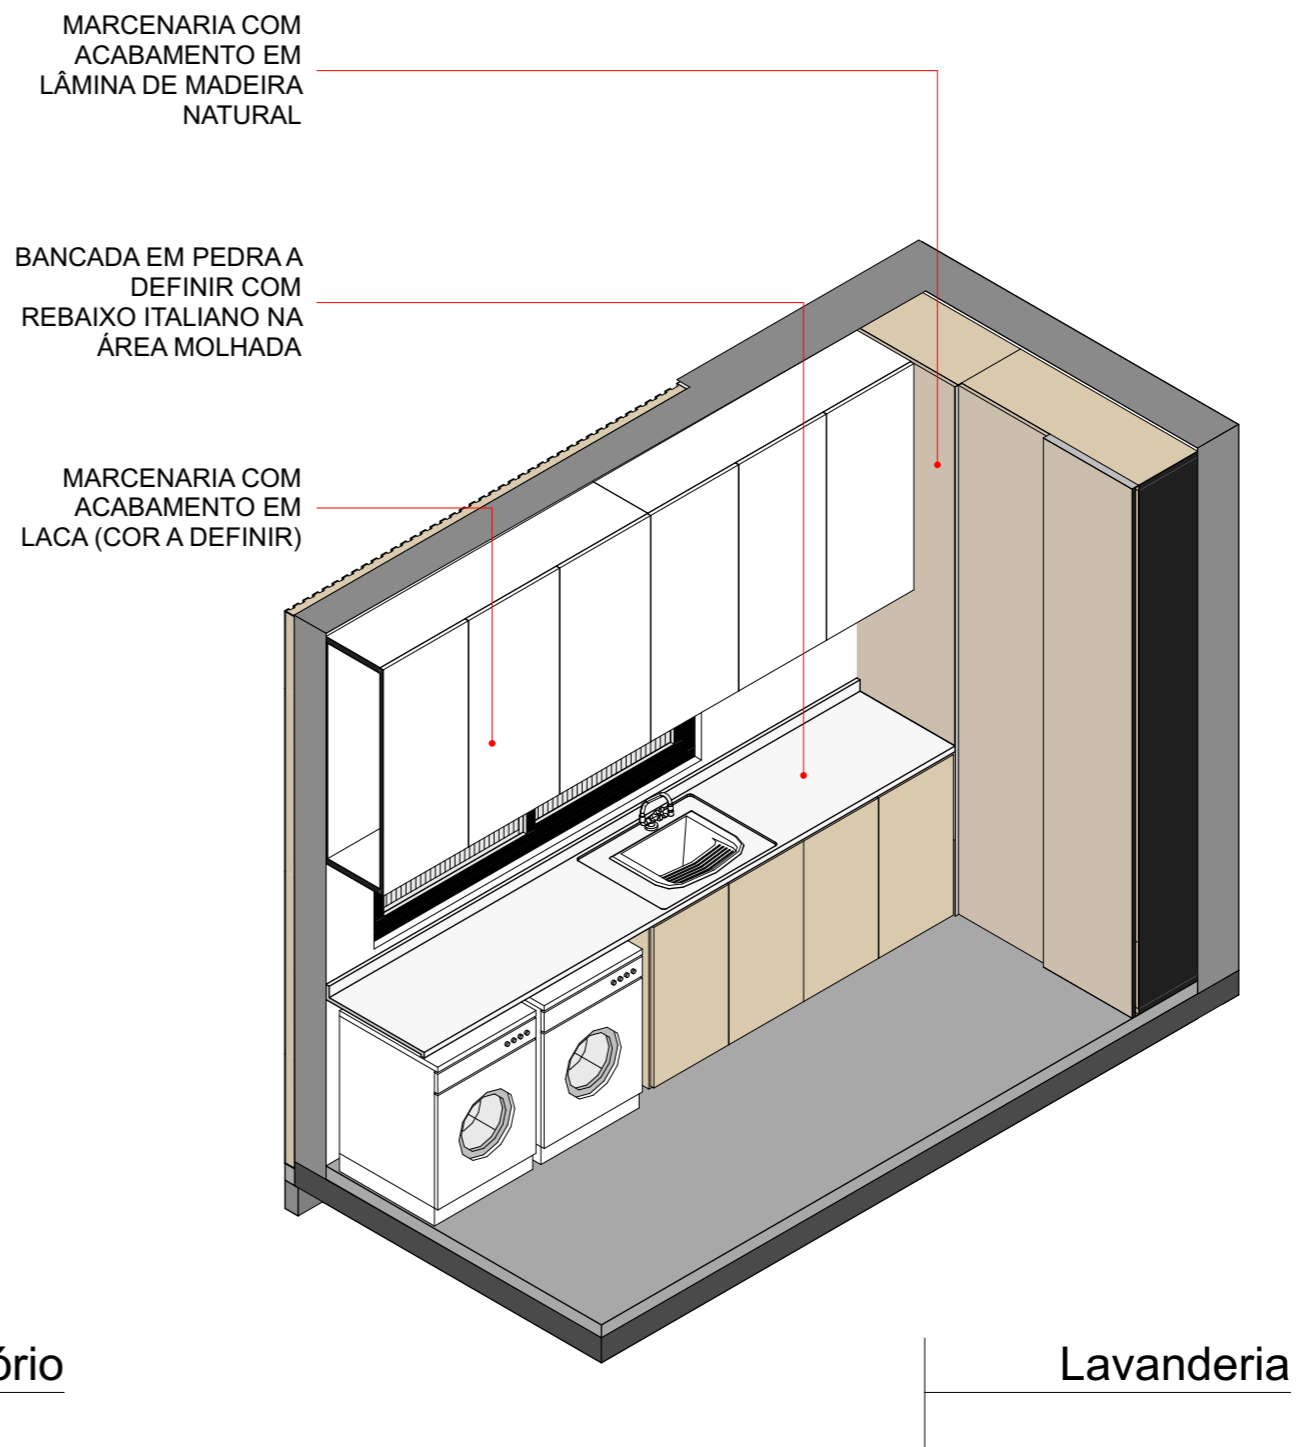 MARCENARIA COM
ACABAMENTO EM
LÂMINA DE MADEIRA
NATURAL
BANCADA EM PEDRA A
DEFINIR COM
REBAIXO ITALIANO NA
ÁREA MOLHADA
MARCENARIA COM
ACABAMENTO EM
LACA (COR A DEFINIR)
ório
Lavanderia